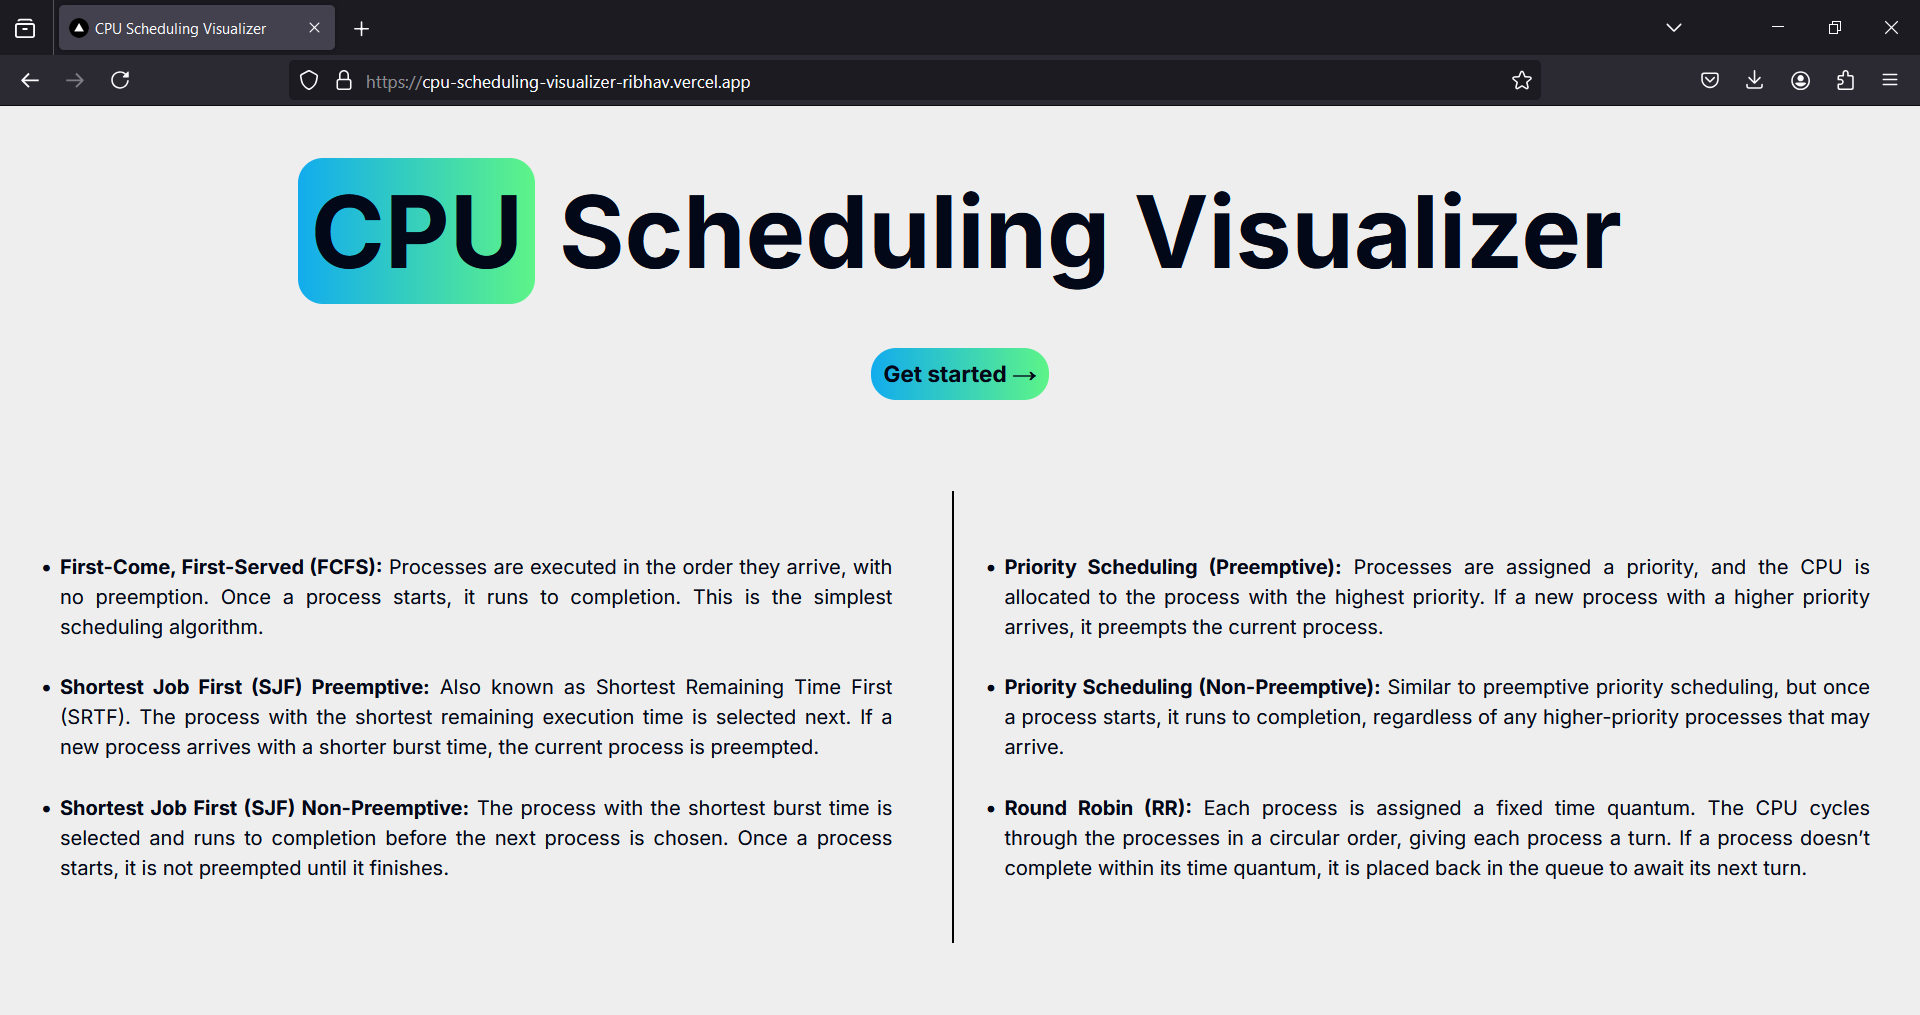 CPU Scheduling Visualizer
https://cpu-scheduling-visualizer-ribhav.vercel.app
CPU Scheduling Visualizer
Get started →
• First-Come, First-Served (FCFS): Processes are executed in the order they arrive, with
no preemption. Once a process starts, it runs to completion. This is the simplest
scheduling algorithm.
• Shortest Job First (SJF) Preemptive: Also known as Shortest Remaining Time First
(SRTF). The process with the shortest remaining execution time is selected next. If a
new process arrives with a shorter burst time, the current process is preempted.
• Shortest Job First (SJF) Non-Preemptive: The process with the shortest burst time is
selected and runs to completion before the next process is chosen. Once a process
starts, it is not preempted until it finishes.
• Priority Scheduling (Preemptive): Processes are assigned a priority, and the CPU is
allocated to the process with the highest priority. If a new process with a higher priority
arrives, it preempts the current process.
• Priority Scheduling (Non-Preemptive): Similar to preemptive priority scheduling, but once
a process starts, it runs to completion, regardless of any higher-priority processes that may
arrive.
• Round Robin (RR): Each process is assigned a fixed time quantum. The CPU cycles
through the processes in a circular order, giving each process a turn. If a process doesn’t
complete within its time quantum, it is placed back in the queue to await its next turn.